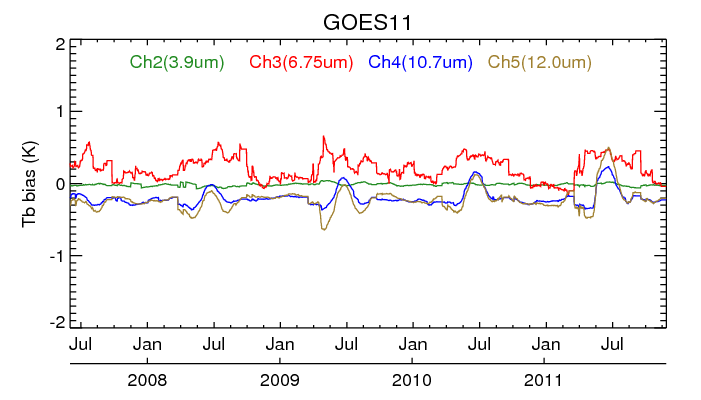 GOES11
2
Ch2(3.9um) Ch3(6.75um) Ch4(10.7um) Ch5(12.0um)
1
Tb bias (K)
0
-1
-2
Jul Jan Jul Jan Jul Jan Jul Jan Jul
2008 2009 2010 2011